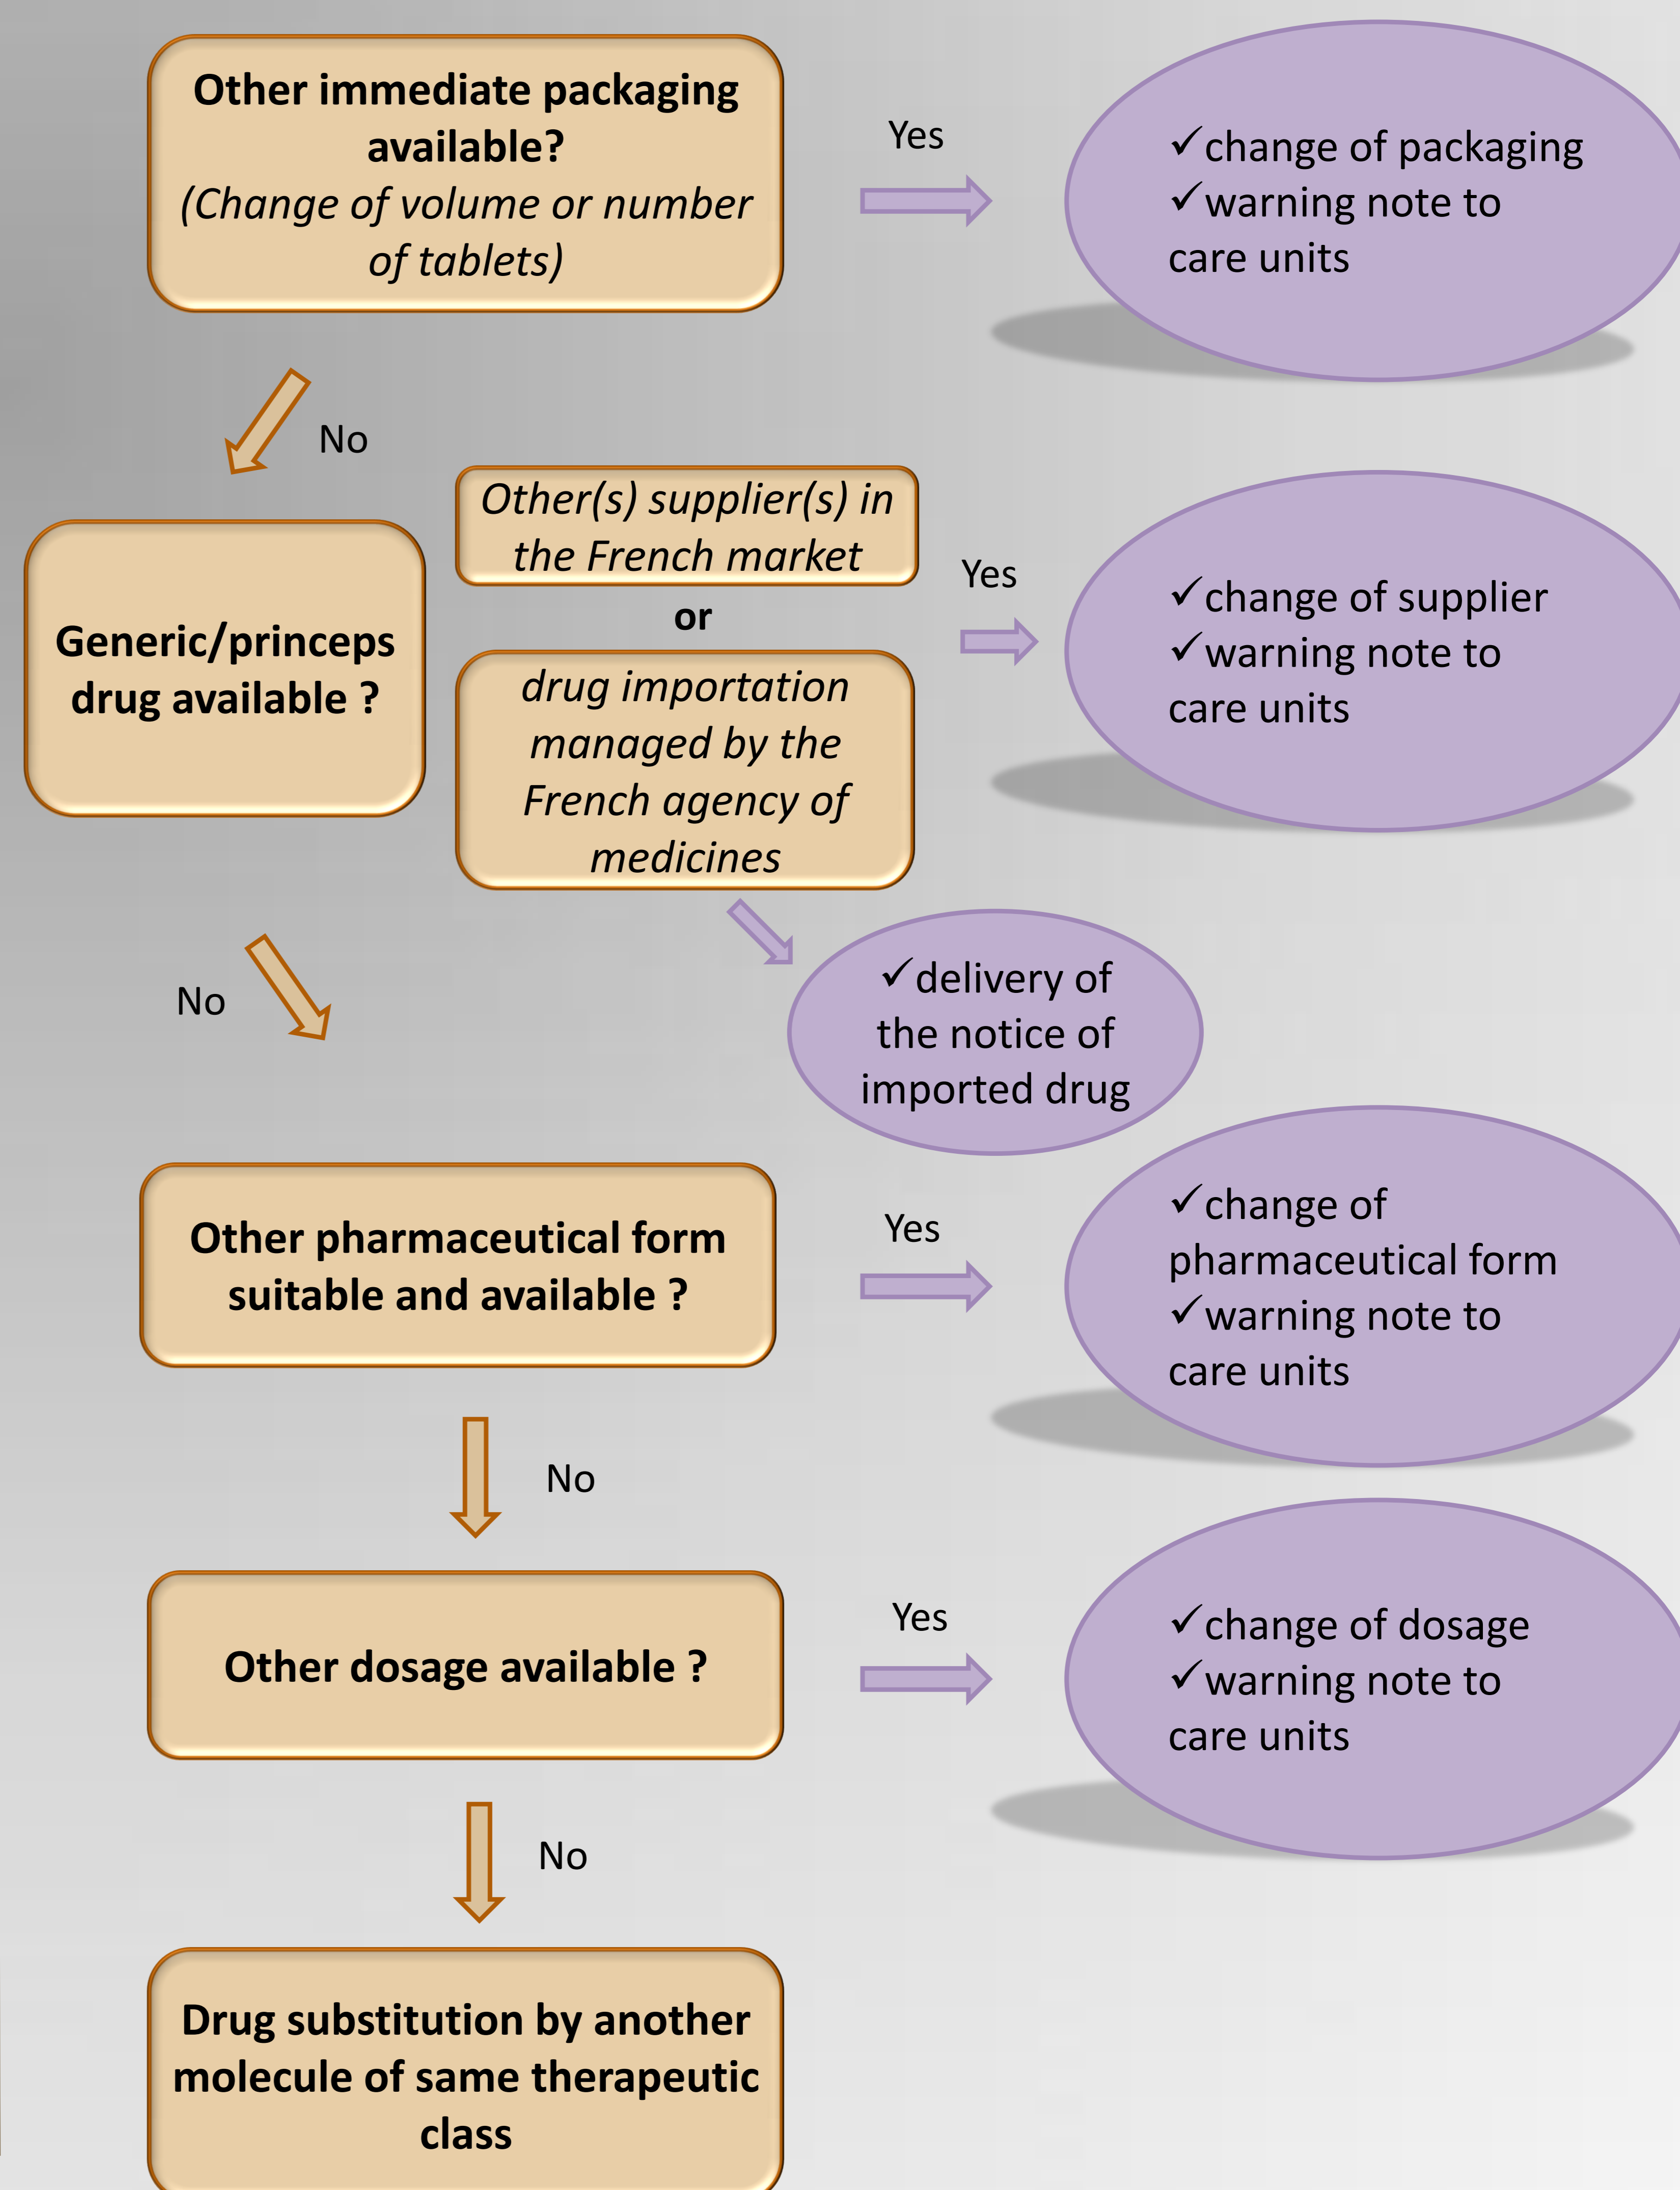 Other immediate packaging
available?
(Change of volume or number
of tablets)
Yes
✓change of packaging
✓warning note to
care units
No
Generic/princeps
drug available ?
Other(s) supplier(s) in
the French market
or
drug importation
managed by the
French agency of
medicines
Yes
✓change of supplier
✓warning note to
care units
✓delivery of
the notice of
imported drug
No
Other pharmaceutical form
suitable and available ?
Yes
✓change of
pharmaceutical form
✓warning note to
care units
No
Other dosage available ?
Yes
✓change of dosage
✓warning note to
care units
No
Drug substitution by another
molecule of same therapeutic
class